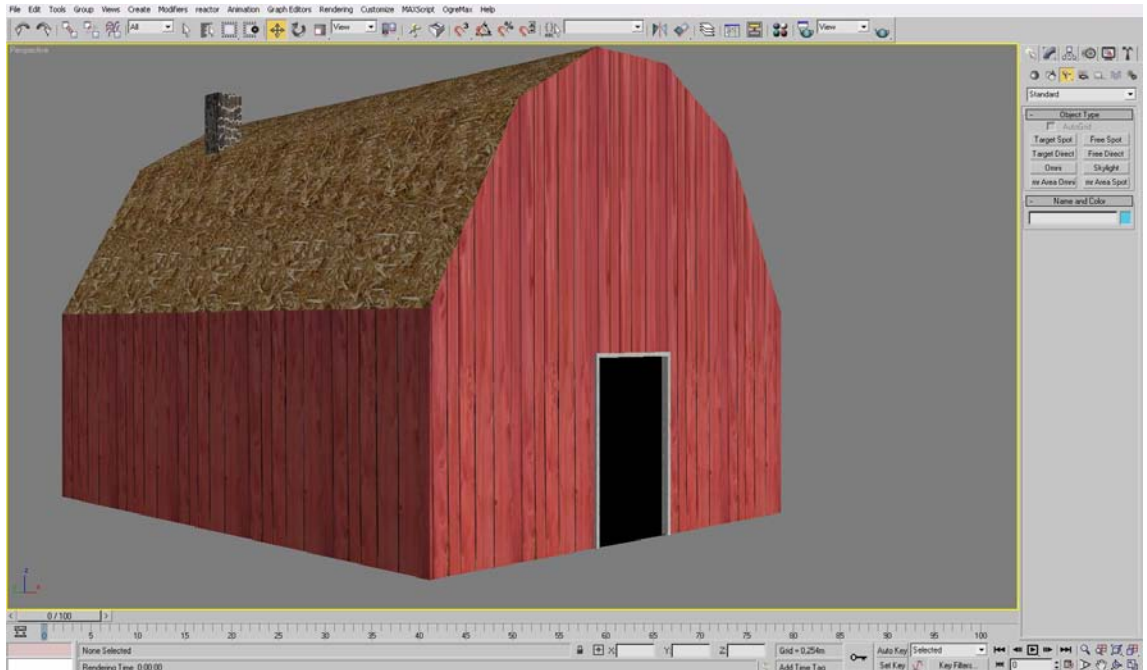 File Edit Tools Group Views Create Modifiers reactor Animation Graph Editors Rendering Customize MAXScript OgreMax Help
All View View
Perspective
Standard
- Object Type
AutoGrid
Target Spot Free Spot
Target Direct Free Direct
Omni Skylight
mr Area Omni mr Area Spot
- Name and Color
z
x
< 0 / 100 >
0 5 10 15 20 25 30 35 40 45 50 55 60 65 70 75 80 85 90 95 100
None Selected X: Y: Z: Grid = 0,254m Auto Key Selected
Rendering Time 0:00:00 Add Time Tag Set Key Key Filters... 0